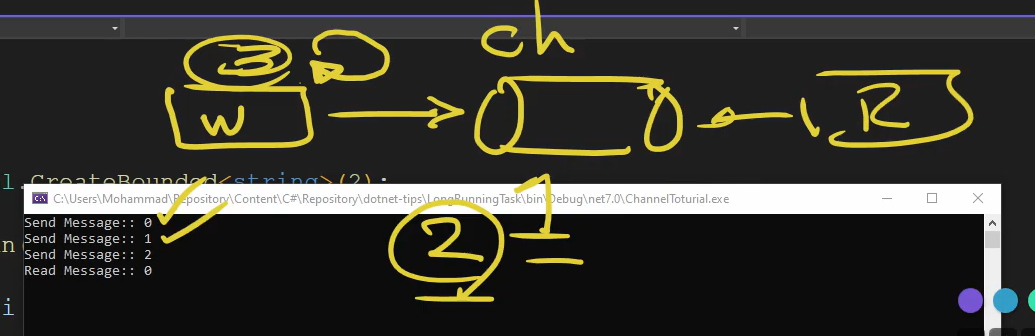 ch
3
W
R
l.CreateBounded<string>(2);
C:\Users\Mohammad\Repository\Content\C#\Repository\dotnet-tips\LongRunningTask\bin\Debug\net7.0\ChannelToturial.exe
Send Message:: 0
Send Message:: 1
n
Send Message:: 2
Read Message:: 0
2 1
i